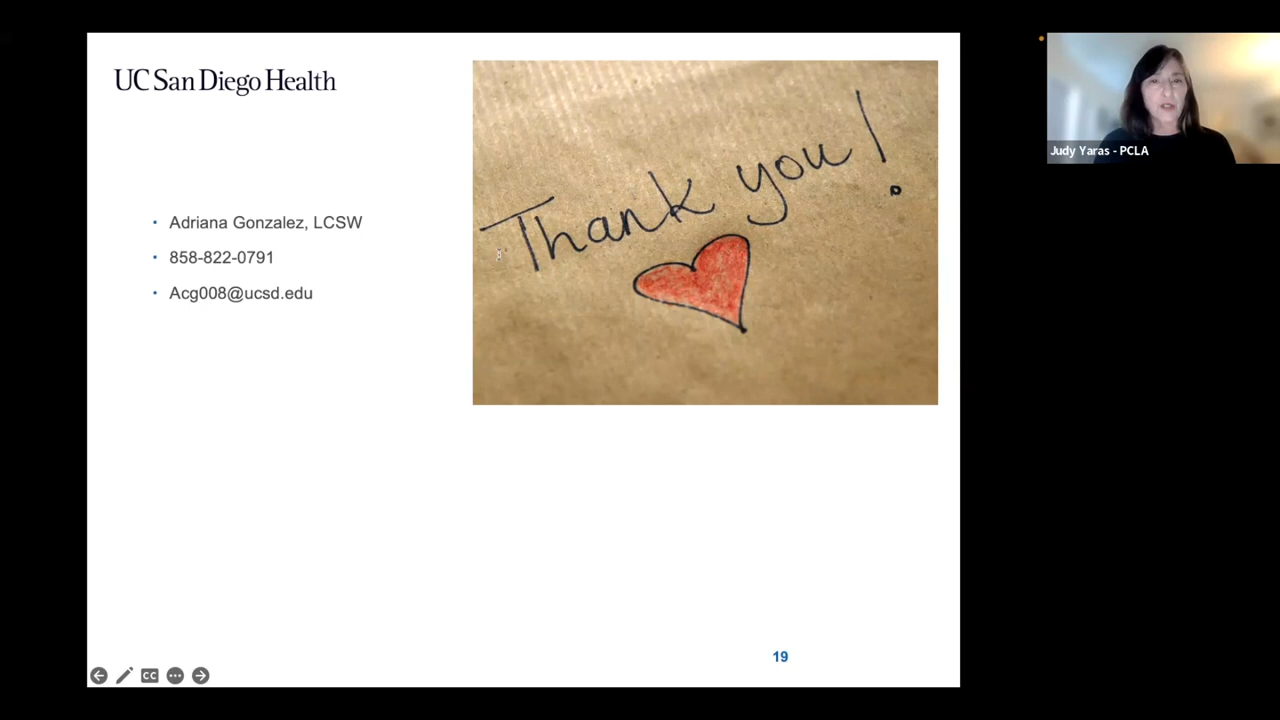 UC San Diego Health
Adriana Gonzalez, LCSW
858-822-0791
Acg008@ucsd.edu
Thank you!
19
CC
Judy Yaras - PCLA